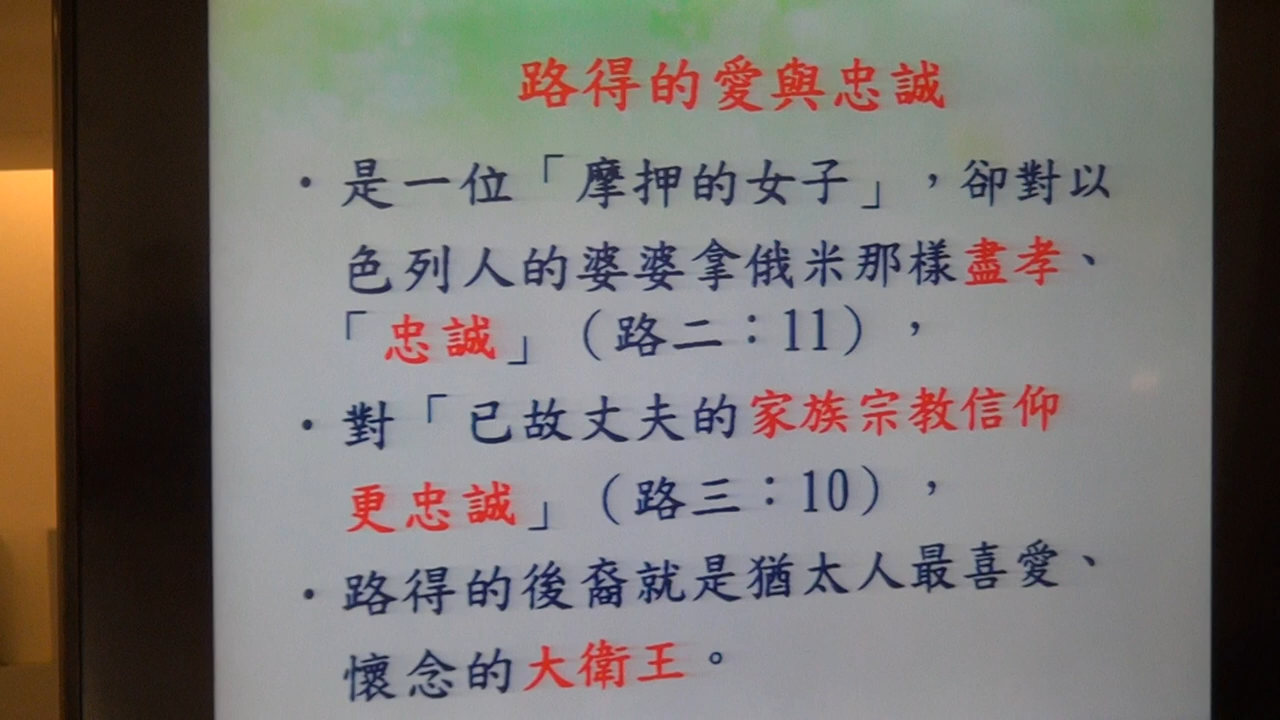 路得的愛與忠誠
•是一位「摩押的女子」，卻對以
色列人的婆婆拿俄米那樣盡孝、
「忠誠」（路二：11），
•對「已故丈夫的家族宗教信仰
更忠誠」（路三：10），
•路得的後裔就是猶太人最喜愛、
懷念的大衛王。